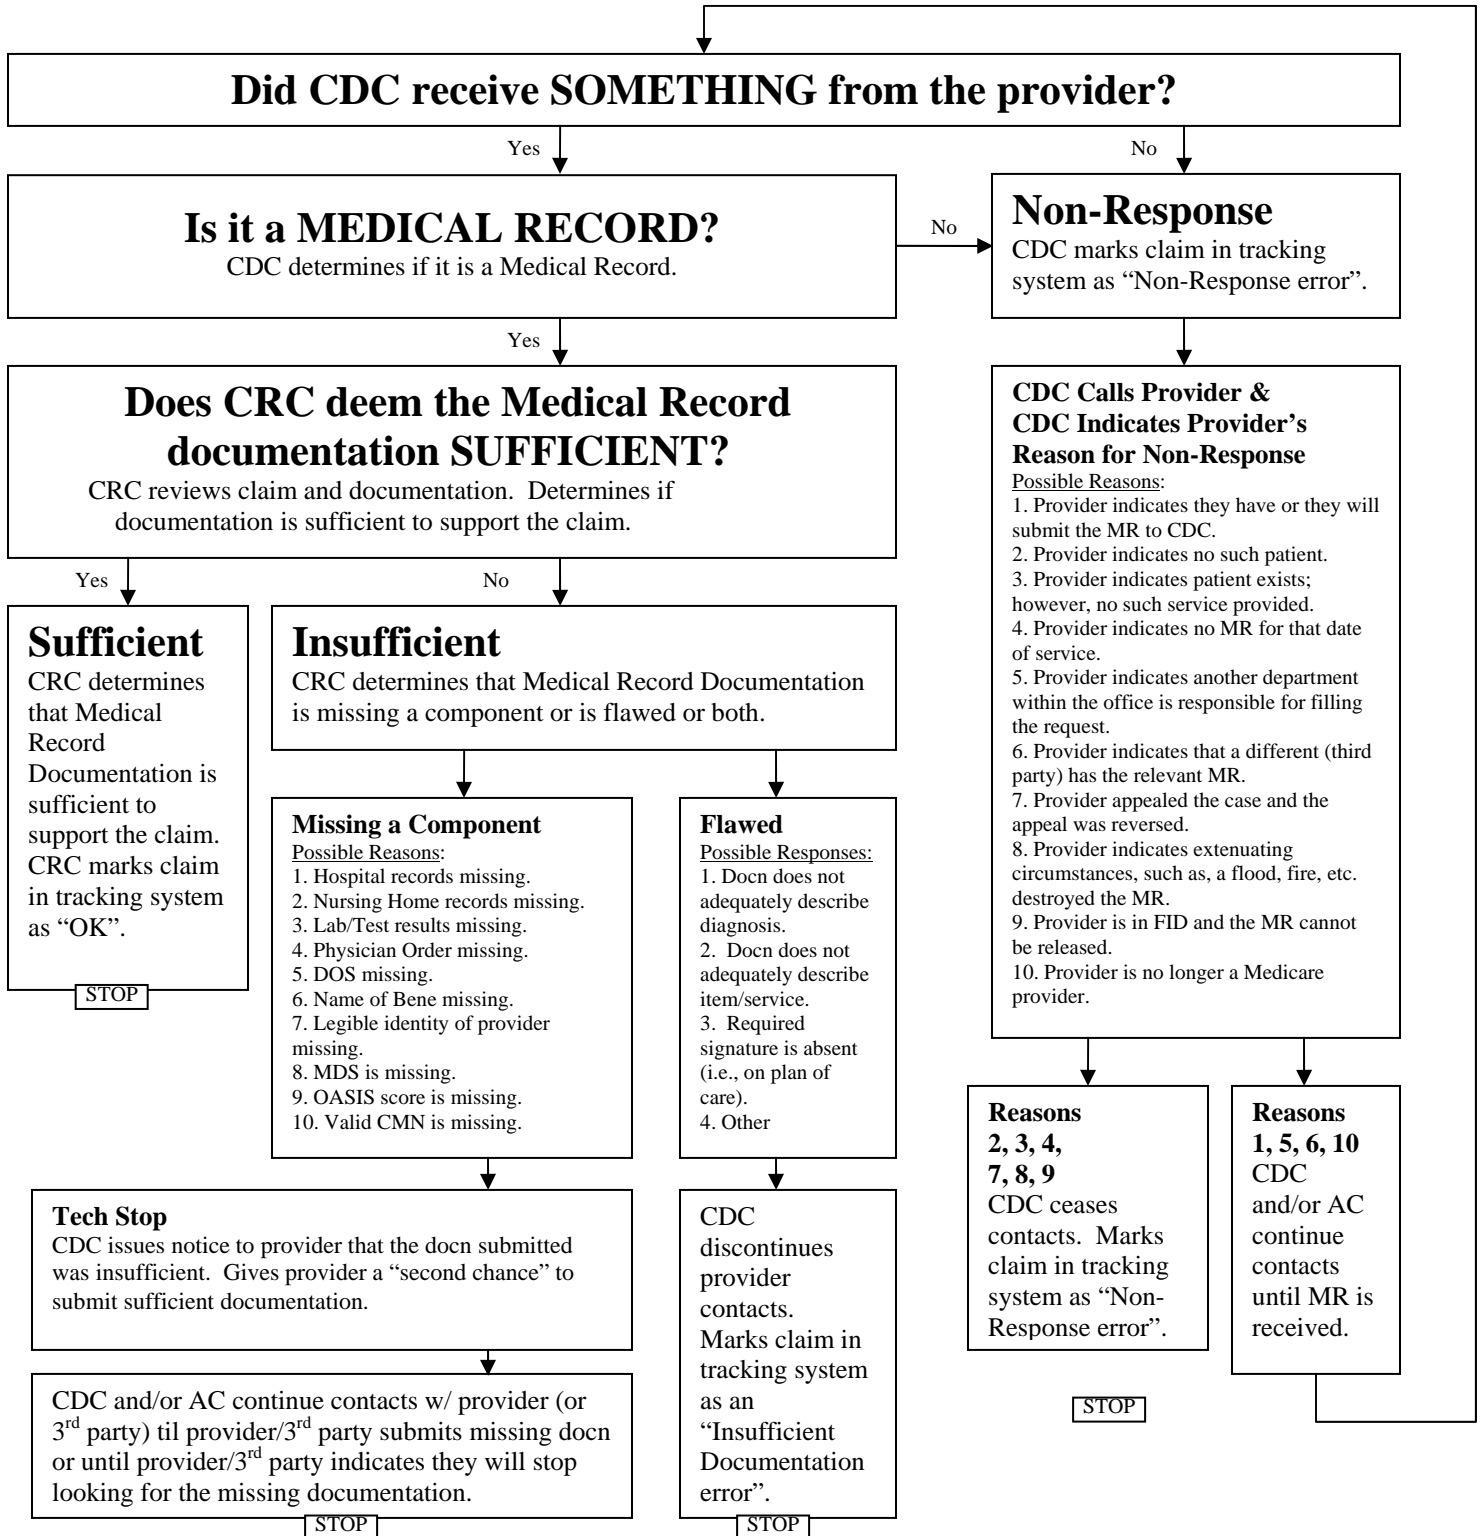 Did CDC receive SOMETHING from the provider?
Yes
No
Is it a MEDICAL RECORD?
CDC determines if it is a Medical Record.
No
Non-Response
CDC marks claim in tracking
system as “Non-Response error”.
Yes
Does CRC deem the Medical Record
documentation SUFFICIENT?
CRC reviews claim and documentation.  Determines if
documentation is sufficient to support the claim.
CDC Calls Provider &
CDC Indicates Provider’s
Reason for Non-Response
Possible Reasons:
1. Provider indicates they have or they will
submit the MR to CDC.
2. Provider indicates no such patient.
3. Provider indicates patient exists;
however, no such service provided.
4. Provider indicates no MR for that date
of service.
5. Provider indicates another department
within the office is responsible for filling
the request.
6. Provider indicates that a different (third
party) has the relevant MR.
7. Provider appealed the case and the
appeal was reversed.
8. Provider indicates extenuating
circumstances, such as, a flood, fire, etc.
destroyed the MR.
9. Provider is in FID and the MR cannot
be released.
10. Provider is no longer a Medicare
provider.
Yes
No
Sufficient
CRC determines
that Medical
Record
Documentation is
sufficient to
support the claim.
CRC marks claim
in tracking system
as “OK”.
STOP
Insufficient
CRC determines that Medical Record Documentation
is missing a component or is flawed or both.
Missing a Component
Possible Reasons:
1. Hospital records missing.
2. Nursing Home records missing.
3. Lab/Test results missing.
4. Physician Order missing.
5. DOS missing.
6. Name of Bene missing.
7. Legible identity of provider
missing.
8. MDS is missing.
9. OASIS score is missing.
10. Valid CMN is missing.
Flawed
Possible Responses:
1. Docn does not
adequately describe
diagnosis.
2.  Docn does not
adequately describe
item/service.
3.  Required
signature is absent
(i.e., on plan of
care).
4. Other
Reasons
2, 3, 4,
7, 8, 9
CDC ceases
contacts.  Marks
claim in tracking
system as “Non-
Response error”.
STOP
Reasons
1, 5, 6, 10
CDC
and/or AC
continue
contacts
until MR is
received.
Tech Stop
CDC issues notice to provider that the docn submitted
was insufficient.  Gives provider a “second chance” to
submit sufficient documentation.
CDC and/or AC continue contacts w/ provider (or
3rd party) til provider/3rd party submits missing docn
or until provider/3rd party indicates they will stop
looking for the missing documentation.
STOP
CDC
discontinues
provider
contacts.
Marks claim in
tracking system
as an
“Insufficient
Documentation
error”.
STOP